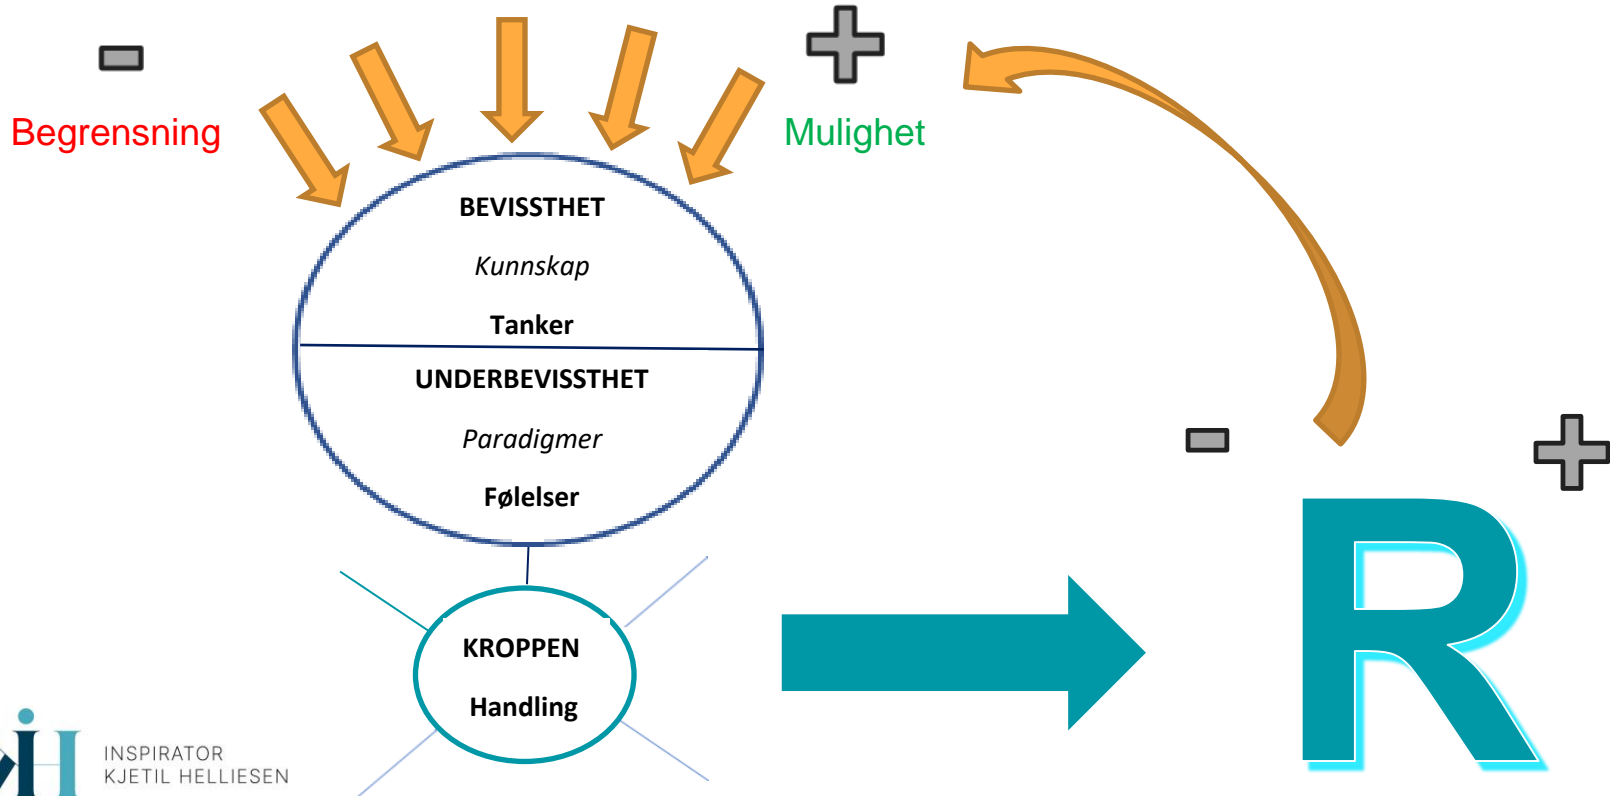 Begrensning
Mulighet
BEVISSTHET
Kunnskap
Tanker
UNDERBEVISSTHET
Paradigmer
Følelser
KROPPEN
Handling
R
INSPIRATOR
KJETIL HELLIESEN